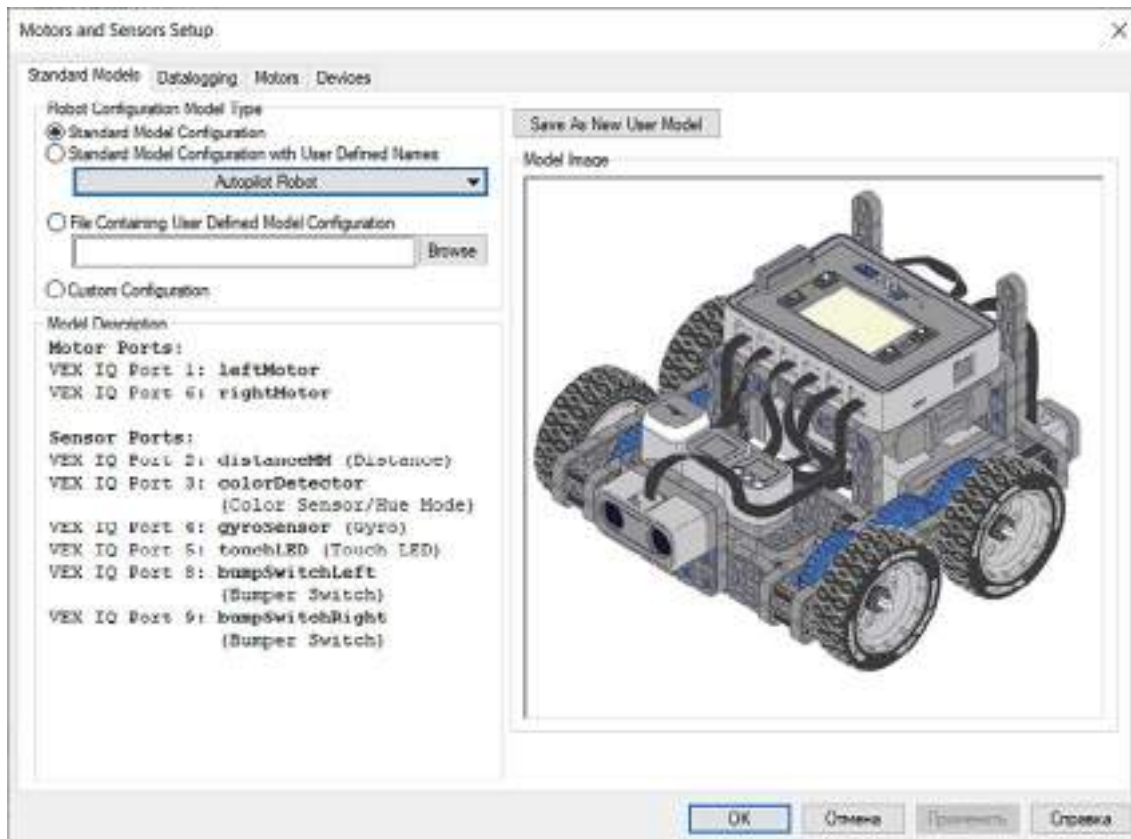 Motors and Sensors Setup
Standard Models Datalogging Motors Devices
Robot Configuration Model Type
Standard Model Configuration
Standard Model Configuration with User Defined Names
Autopilot Robot
File Containing User Defined Model Configuration
Browse
Custom Configuration
Model Description
Motor Ports:
VEX IQ Port 1: leftMotor
VEX IQ Port 6: rightMotor
Sensor Ports:
VEX IQ Port 2: distanceMM (Distance)
VEX IQ Port 3: colorDetector
(Color Sensor/Hue Mode)
VEX IQ Port 4: gyroSensor (Gyro)
VEX IQ Port 5: touchLED (Touch LED)
VEX IQ Port 8: bumpSwitchLeft
(Bumper Switch)
VEX IQ Port 9: bumpSwitchRight
(Bumper Switch)
Save As New User Model
Model Image
OK Отмена Применить Справка